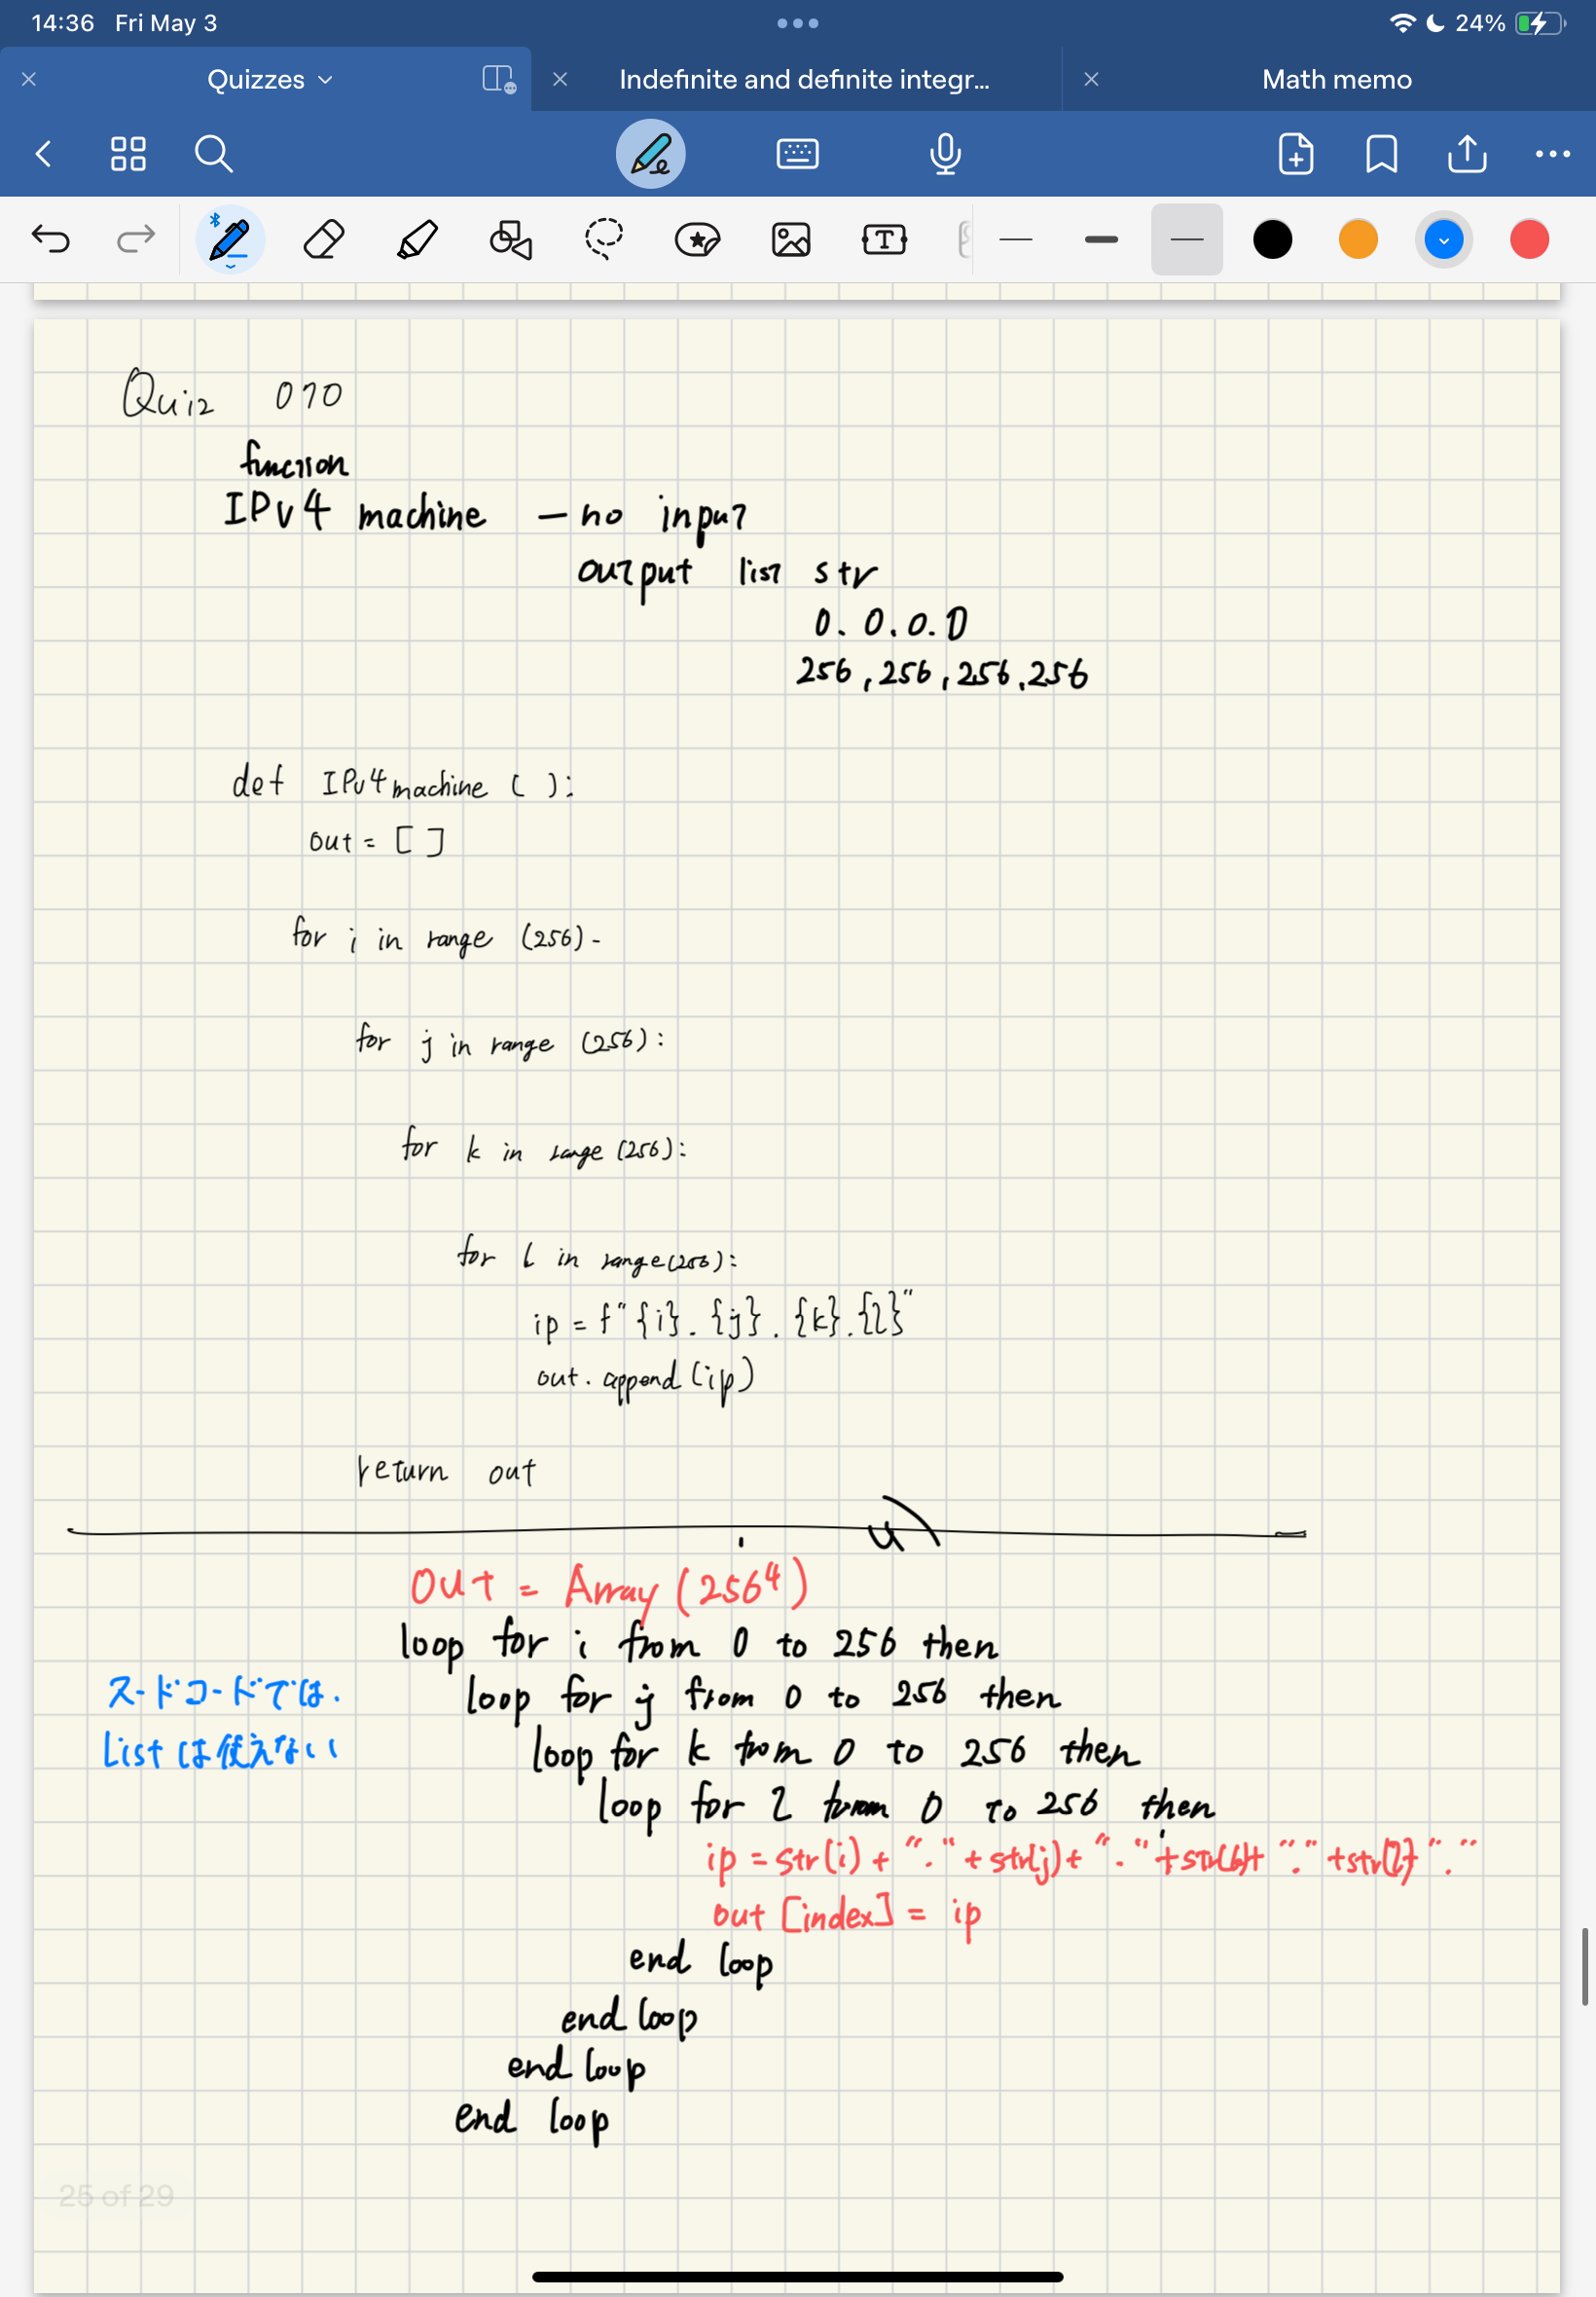 14:36 Fri May 3
24%
Quizzes
Indefinite and definite integr...
Math memo
Quiz 070
function
IPv4 machine - no input
output list str
0.0.0.0
256,256,256.256
def IPv4machine ( ):
out = [ ]
for i in range (256) -
for j in range (256):
for k in range (256):
for l in range(256):
ip = f"{i}.{j}.{k}.{l}"
out.append(ip)
return out
out = Array (256⁴)
loop for i from 0 to 256 then
スードコードでは、
loop for j from 0 to 256 then
Listは使えない
loop for k from 0 to 256 then
loop for l from 0 to 256 then
ip = str(i) + "." + str(j) + "." + str(k) + "." + str(l) + "."
out [index] = ip
end loop
end loop
end loop
end loop
25 of 29